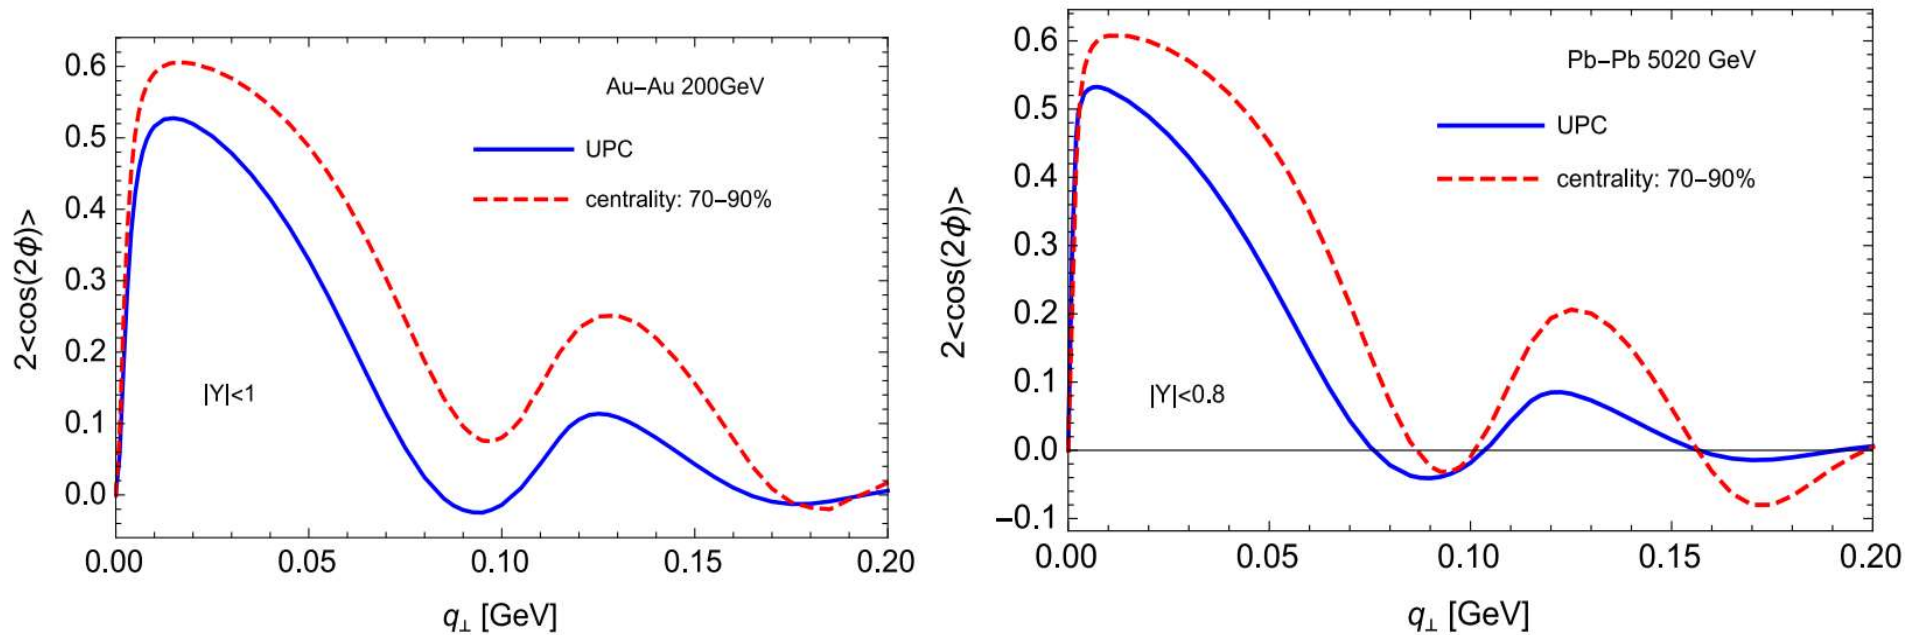 2<cos(2ϕ)>
0.6
0.5
0.4
0.3
0.2
0.1
0.0
Au–Au 200GeV
UPC
centrality: 70–90%
|Y|<1
0.00 0.05 0.10 0.15 0.20
q⊥ [GeV]
2<cos(2ϕ)>
0.6
0.5
0.4
0.3
0.2
0.1
0.0
−0.1
Pb–Pb 5020 GeV
UPC
centrality: 70–90%
|Y|<0.8
0.00 0.05 0.10 0.15 0.20
q⊥ [GeV]